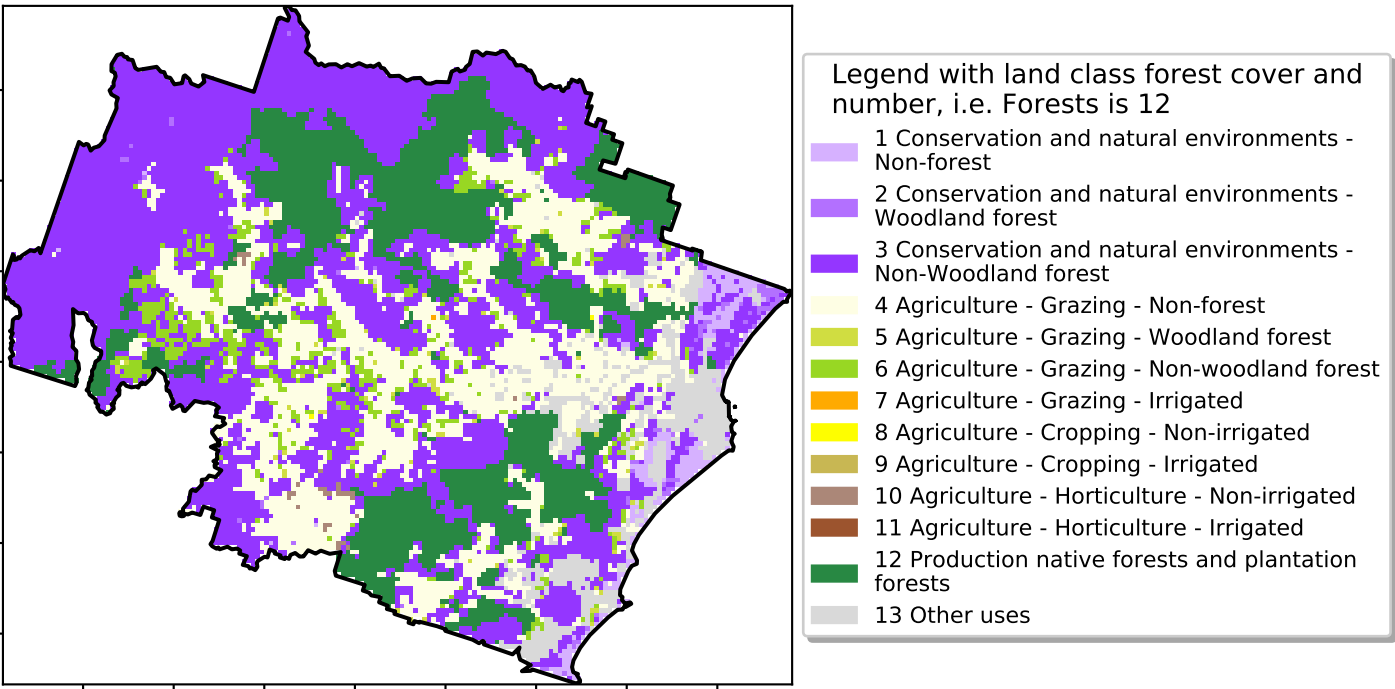 Legend with land class forest cover and
number, i.e. Forests is 12
1 Conservation and natural environments -
Non-forest
2 Conservation and natural environments -
Woodland forest
3 Conservation and natural environments -
Non-Woodland forest
4 Agriculture - Grazing - Non-forest
5 Agriculture - Grazing - Woodland forest
6 Agriculture - Grazing - Non-woodland forest
7 Agriculture - Grazing - Irrigated
8 Agriculture - Cropping - Non-irrigated
9 Agriculture - Cropping - Irrigated
10 Agriculture - Horticulture - Non-irrigated
11 Agriculture - Horticulture - Irrigated
12 Production native forests and plantation
forests
13 Other uses